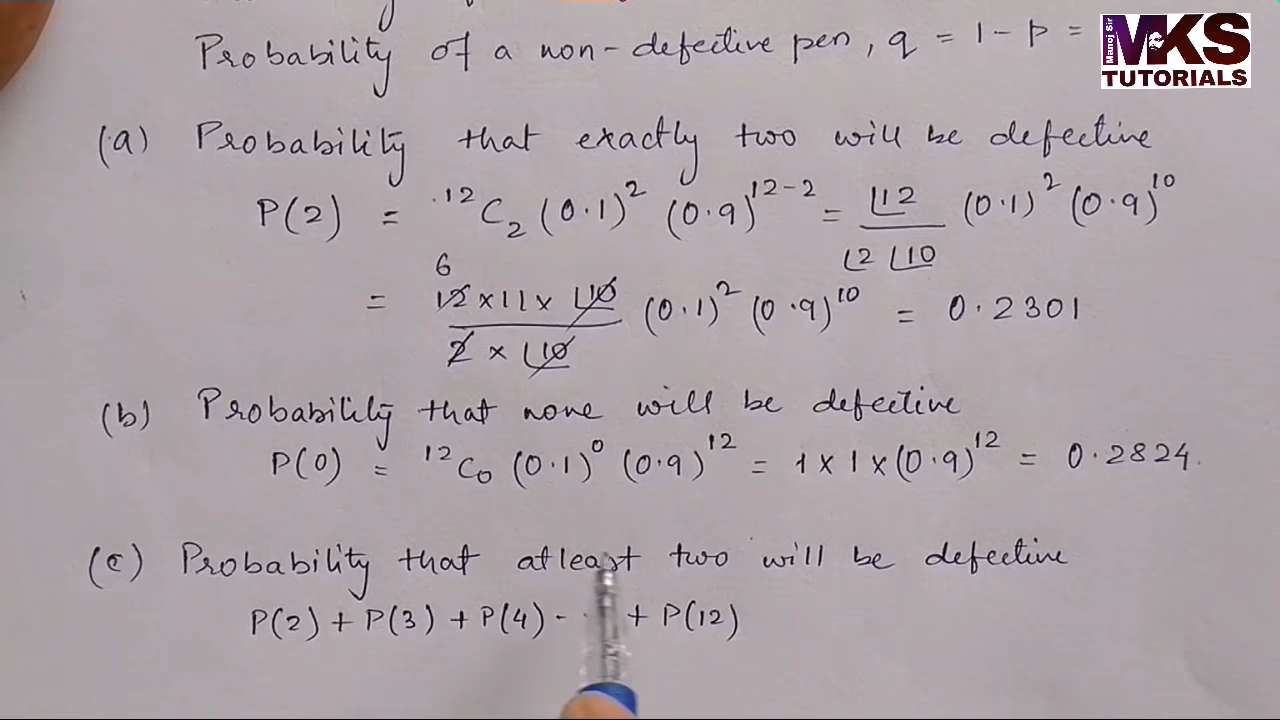 Probability of a non-defective pen, q = 1 - p =
Manoj Sir
MKS
TUTORIALS
(a) Probability that exactly two will be defective
P(2) = ¹²C₂ (0.1)² (0.9)¹²⁻² = ∟12 / ∟2 ∟10 (0.1)² (0.9)¹⁰
6
= 12 × 11 × ∟10 / 2 × ∟10 (0.1)² (0.9)¹⁰ = 0.2301
(b) Probability that none will be defective
P(0) = ¹²C₀ (0.1)⁰ (0.9)¹² = 1 × 1 × (0.9)¹² = 0.2824.
(c) Probability that atleast two will be defective
P(2) + P(3) + P(4) - + P(12)